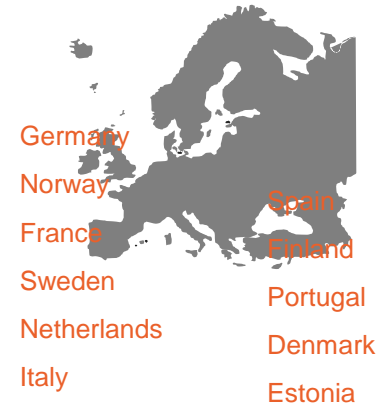 Germany
Norway
France
Sweden
Netherlands
Italy
Spain
Finland
Portugal
Denmark
Estonia